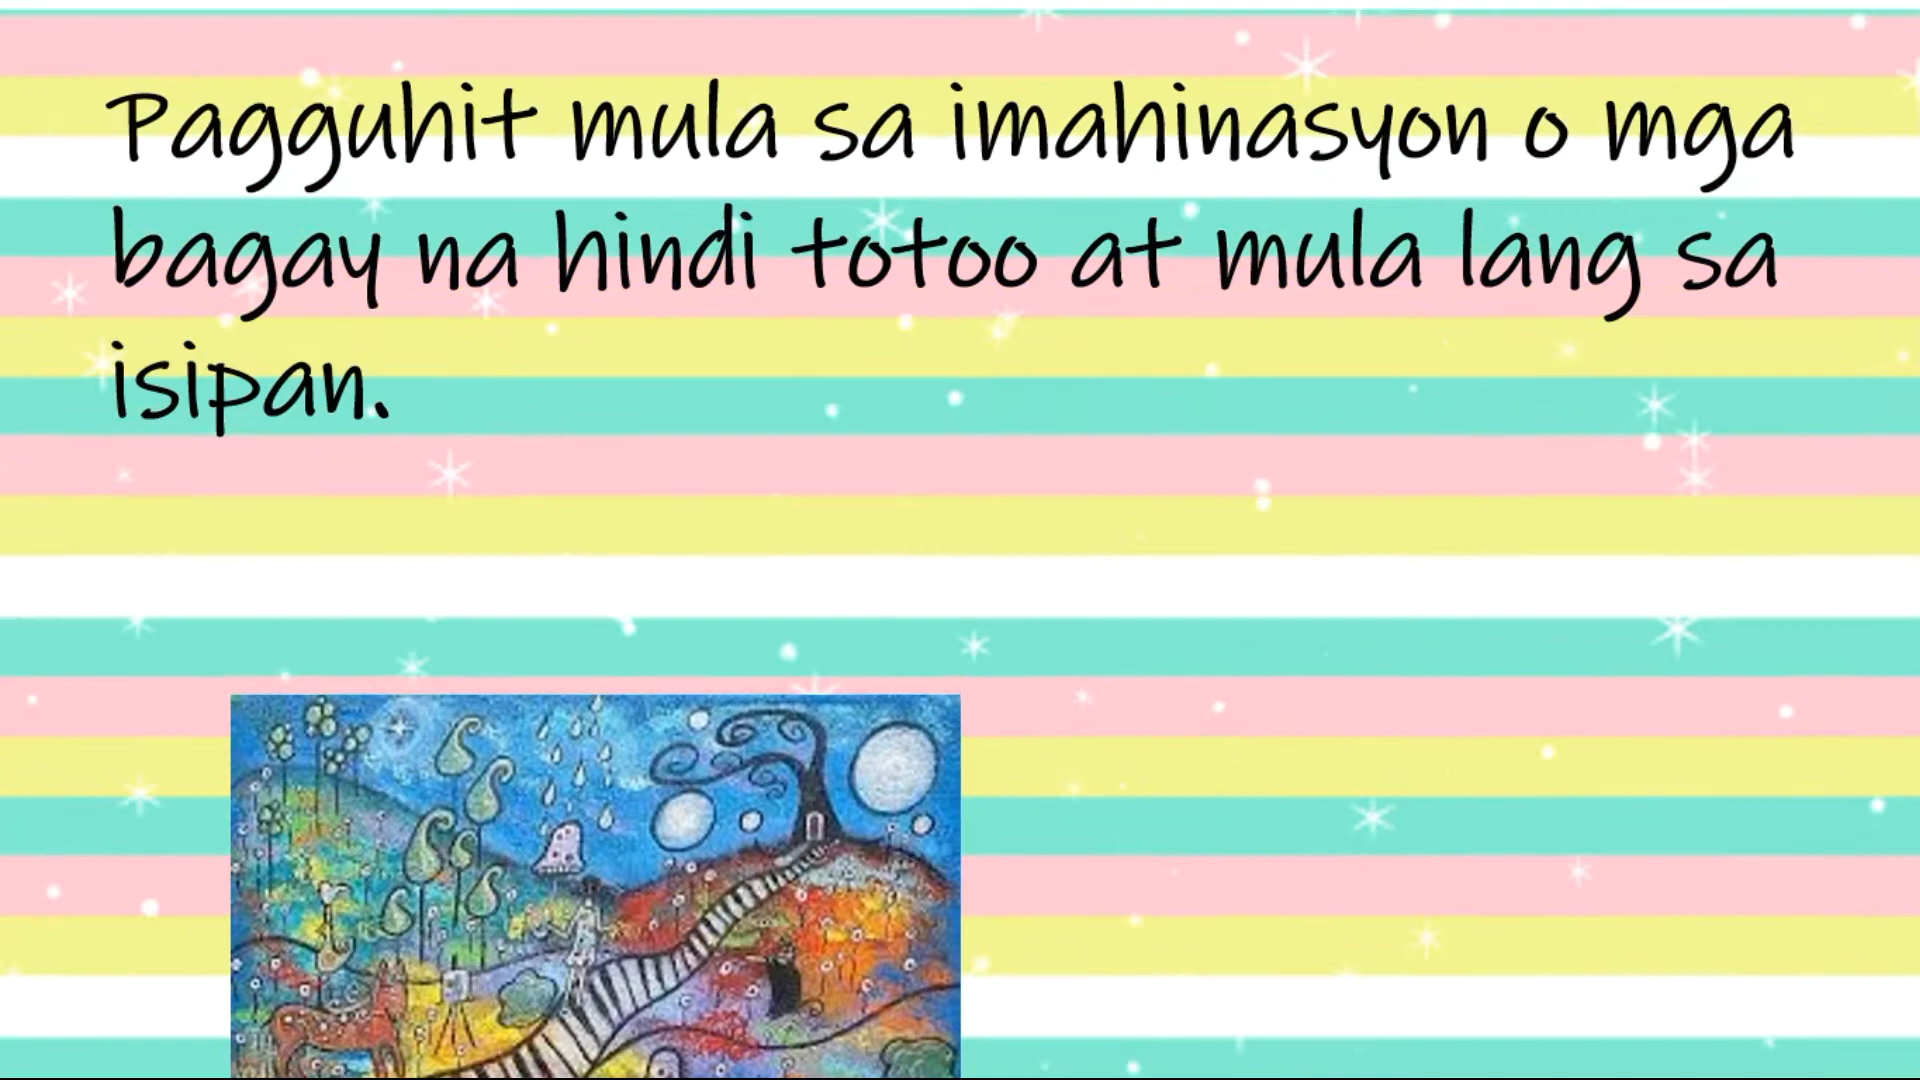 Pagguhit mula sa imahinasyon o mga
bagay na hindi totoo at mula lang sa
isipan.